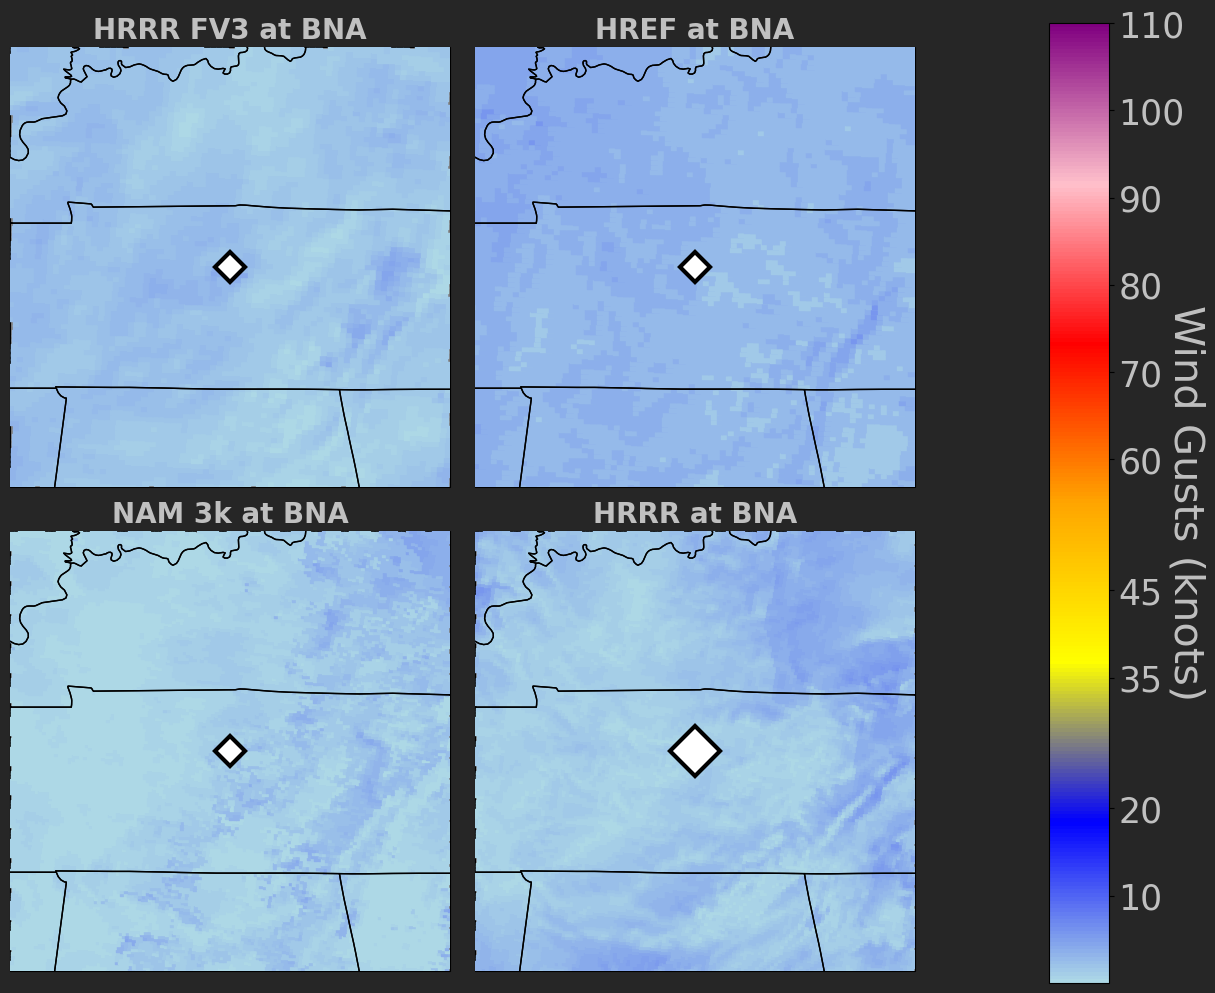 HRRR FV3 at BNA
HREF at BNA
NAM 3k at BNA
HRRR at BNA
110
100
90
80
70
60
45
35
20
10
Wind Gusts (knots)